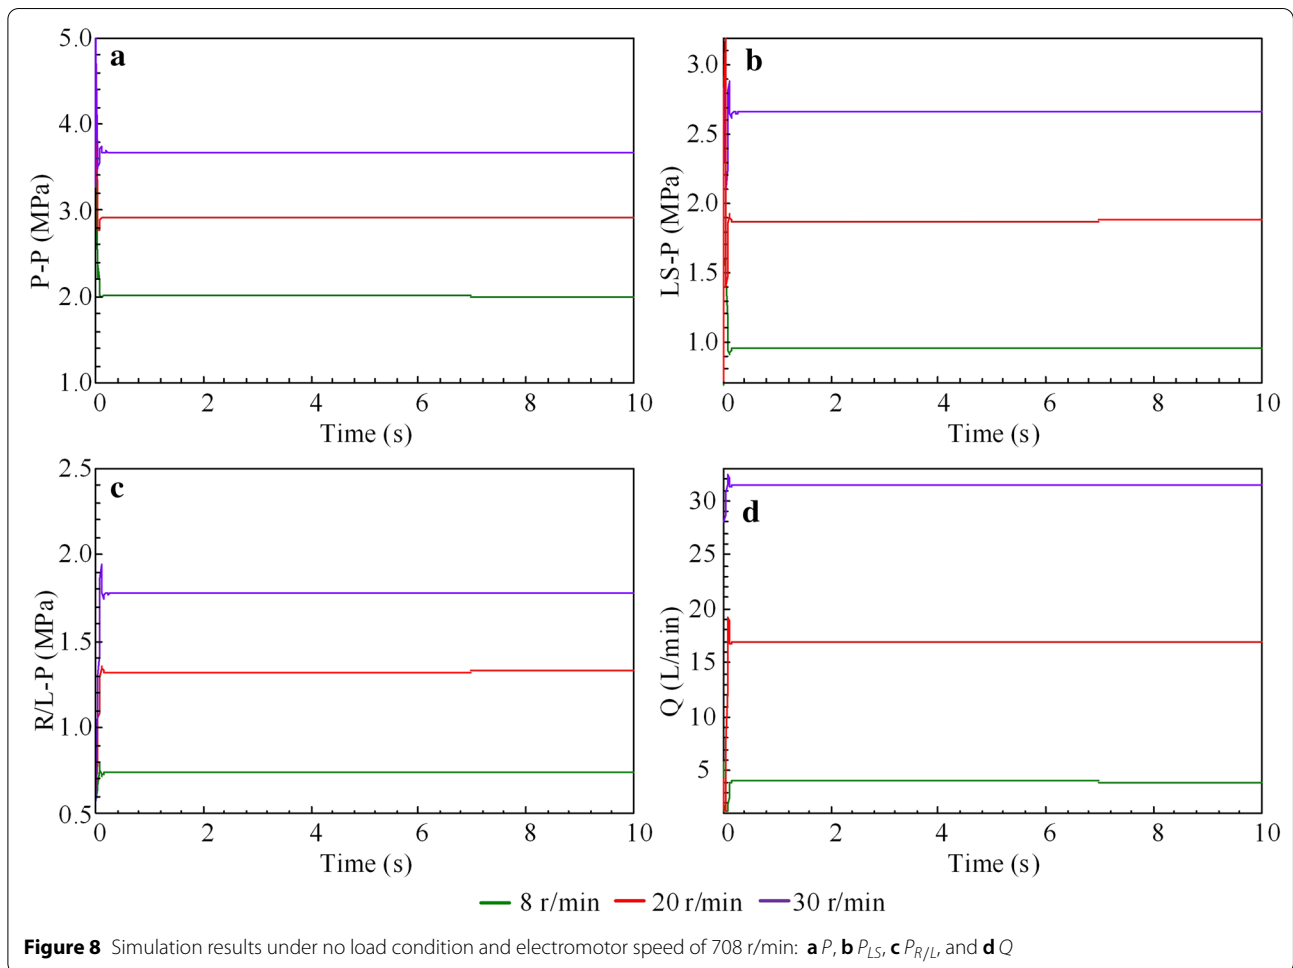 a
5.0
4.0
3.0
2.0
1.0
P-P (MPa)
0 2 4 6 8 10
Time (s)
b
3.0
2.5
2.0
1.5
1.0
LS-P (MPa)
0 2 4 6 8 10
Time (s)
c
2.5
2.0
1.5
1.0
0.5
R/L-P (MPa)
0 2 4 6 8 10
Time (s)
d
30
25
20
15
10
5
Q (L/min)
0 2 4 6 8 10
Time (s)
8 r/min 20 r/min 30 r/min
Figure 8 Simulation results under no load condition and electromotor speed of 708 r/min: a P, b P_LS, c P_R/L, and d Q